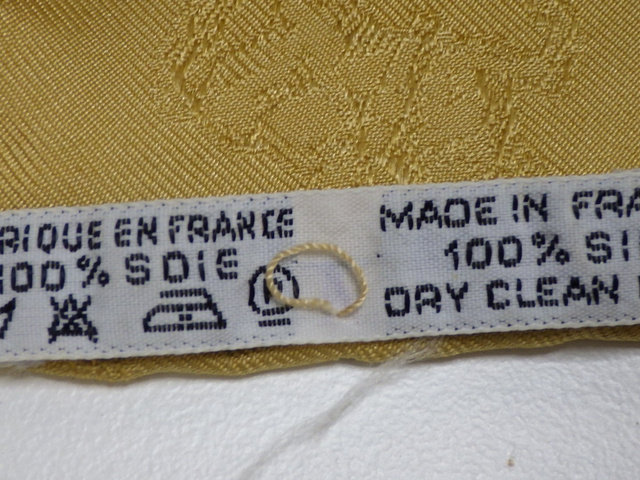 RIQUE EN FRANCE
100% SOIE
P
MADE IN FRA
100% SI
DRY CLEAN